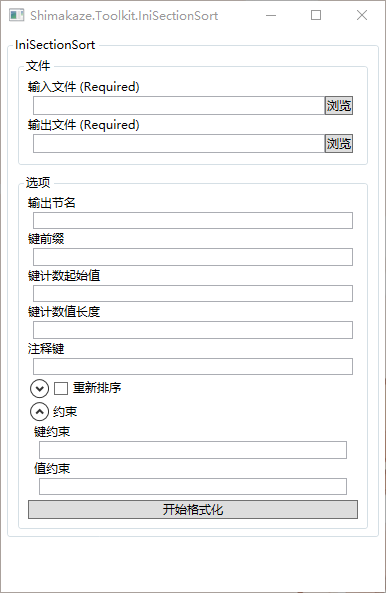 Shimakaze.Toolkit.IniSectionSort
IniSectionSort
文件
输入文件 (Required)
浏览
输出文件 (Required)
浏览
选项
输出节名
键前缀
键计数起始值
键计数值长度
注释键
重新排序
约束
键约束
值约束
开始格式化